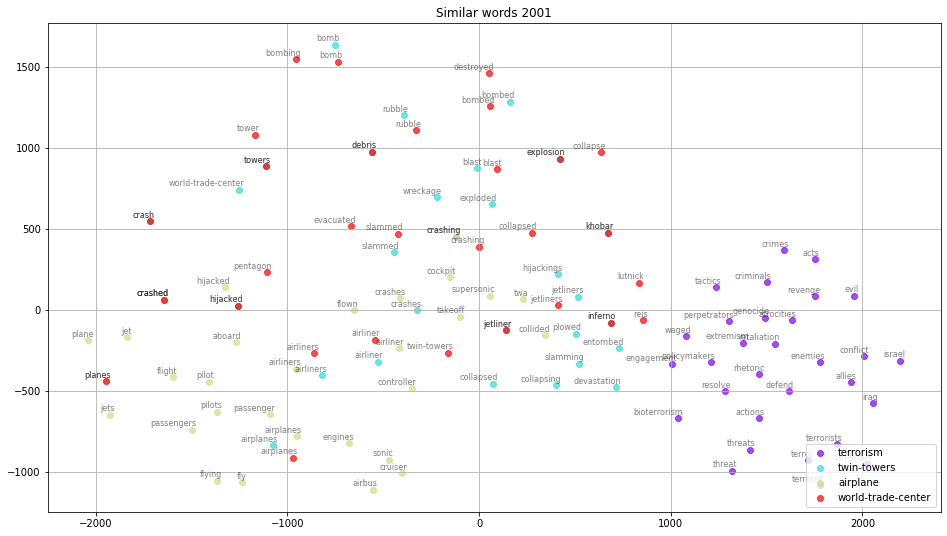 Similar words 2001
bomb
bombing
bomb
destroyed
bombed
bombed
rubble
rubble
tower
debris
explosion
collapse
towers
blast
blast
world-trade-center
wreckage
exploded
crash
evacuated
slammed
crashing
crashing
collapsed
khobar
slammed
crimes
acts
pentagon
hijacked
cockpit
hijackings
lutnick
tactics
criminals
crashed
hijacked
crashes
supersonic
twa
jetliners
jetliners
revenge
evil
flown
crashes
takeoff
inferno
rejs
perpetrators
genocide
atrocities
plane
jet
aboard
airliner
airliner
jetliner
collided
plowed
entombed
waged
extremism
retaliation
airliners
airliner
twin-towers
slamming
engagement
policymakers
enemies
conflict
israel
planes
flight
pilot
airliners
airliners
controller
collapsed
collapsing
devastation
rhetoric
allies
resolve
defend
iraq
jets
pilots
passenger
bioterrorism
actions
passengers
airplanes
airplanes
engines
threats
terrorists
airplanes
sonic
threat
flying
fly
cruiser
airbus
terrorism
twin-towers
airplane
world-trade-center
1500
1000
500
0
−500
−1000
−2000
−1000
0
1000
2000